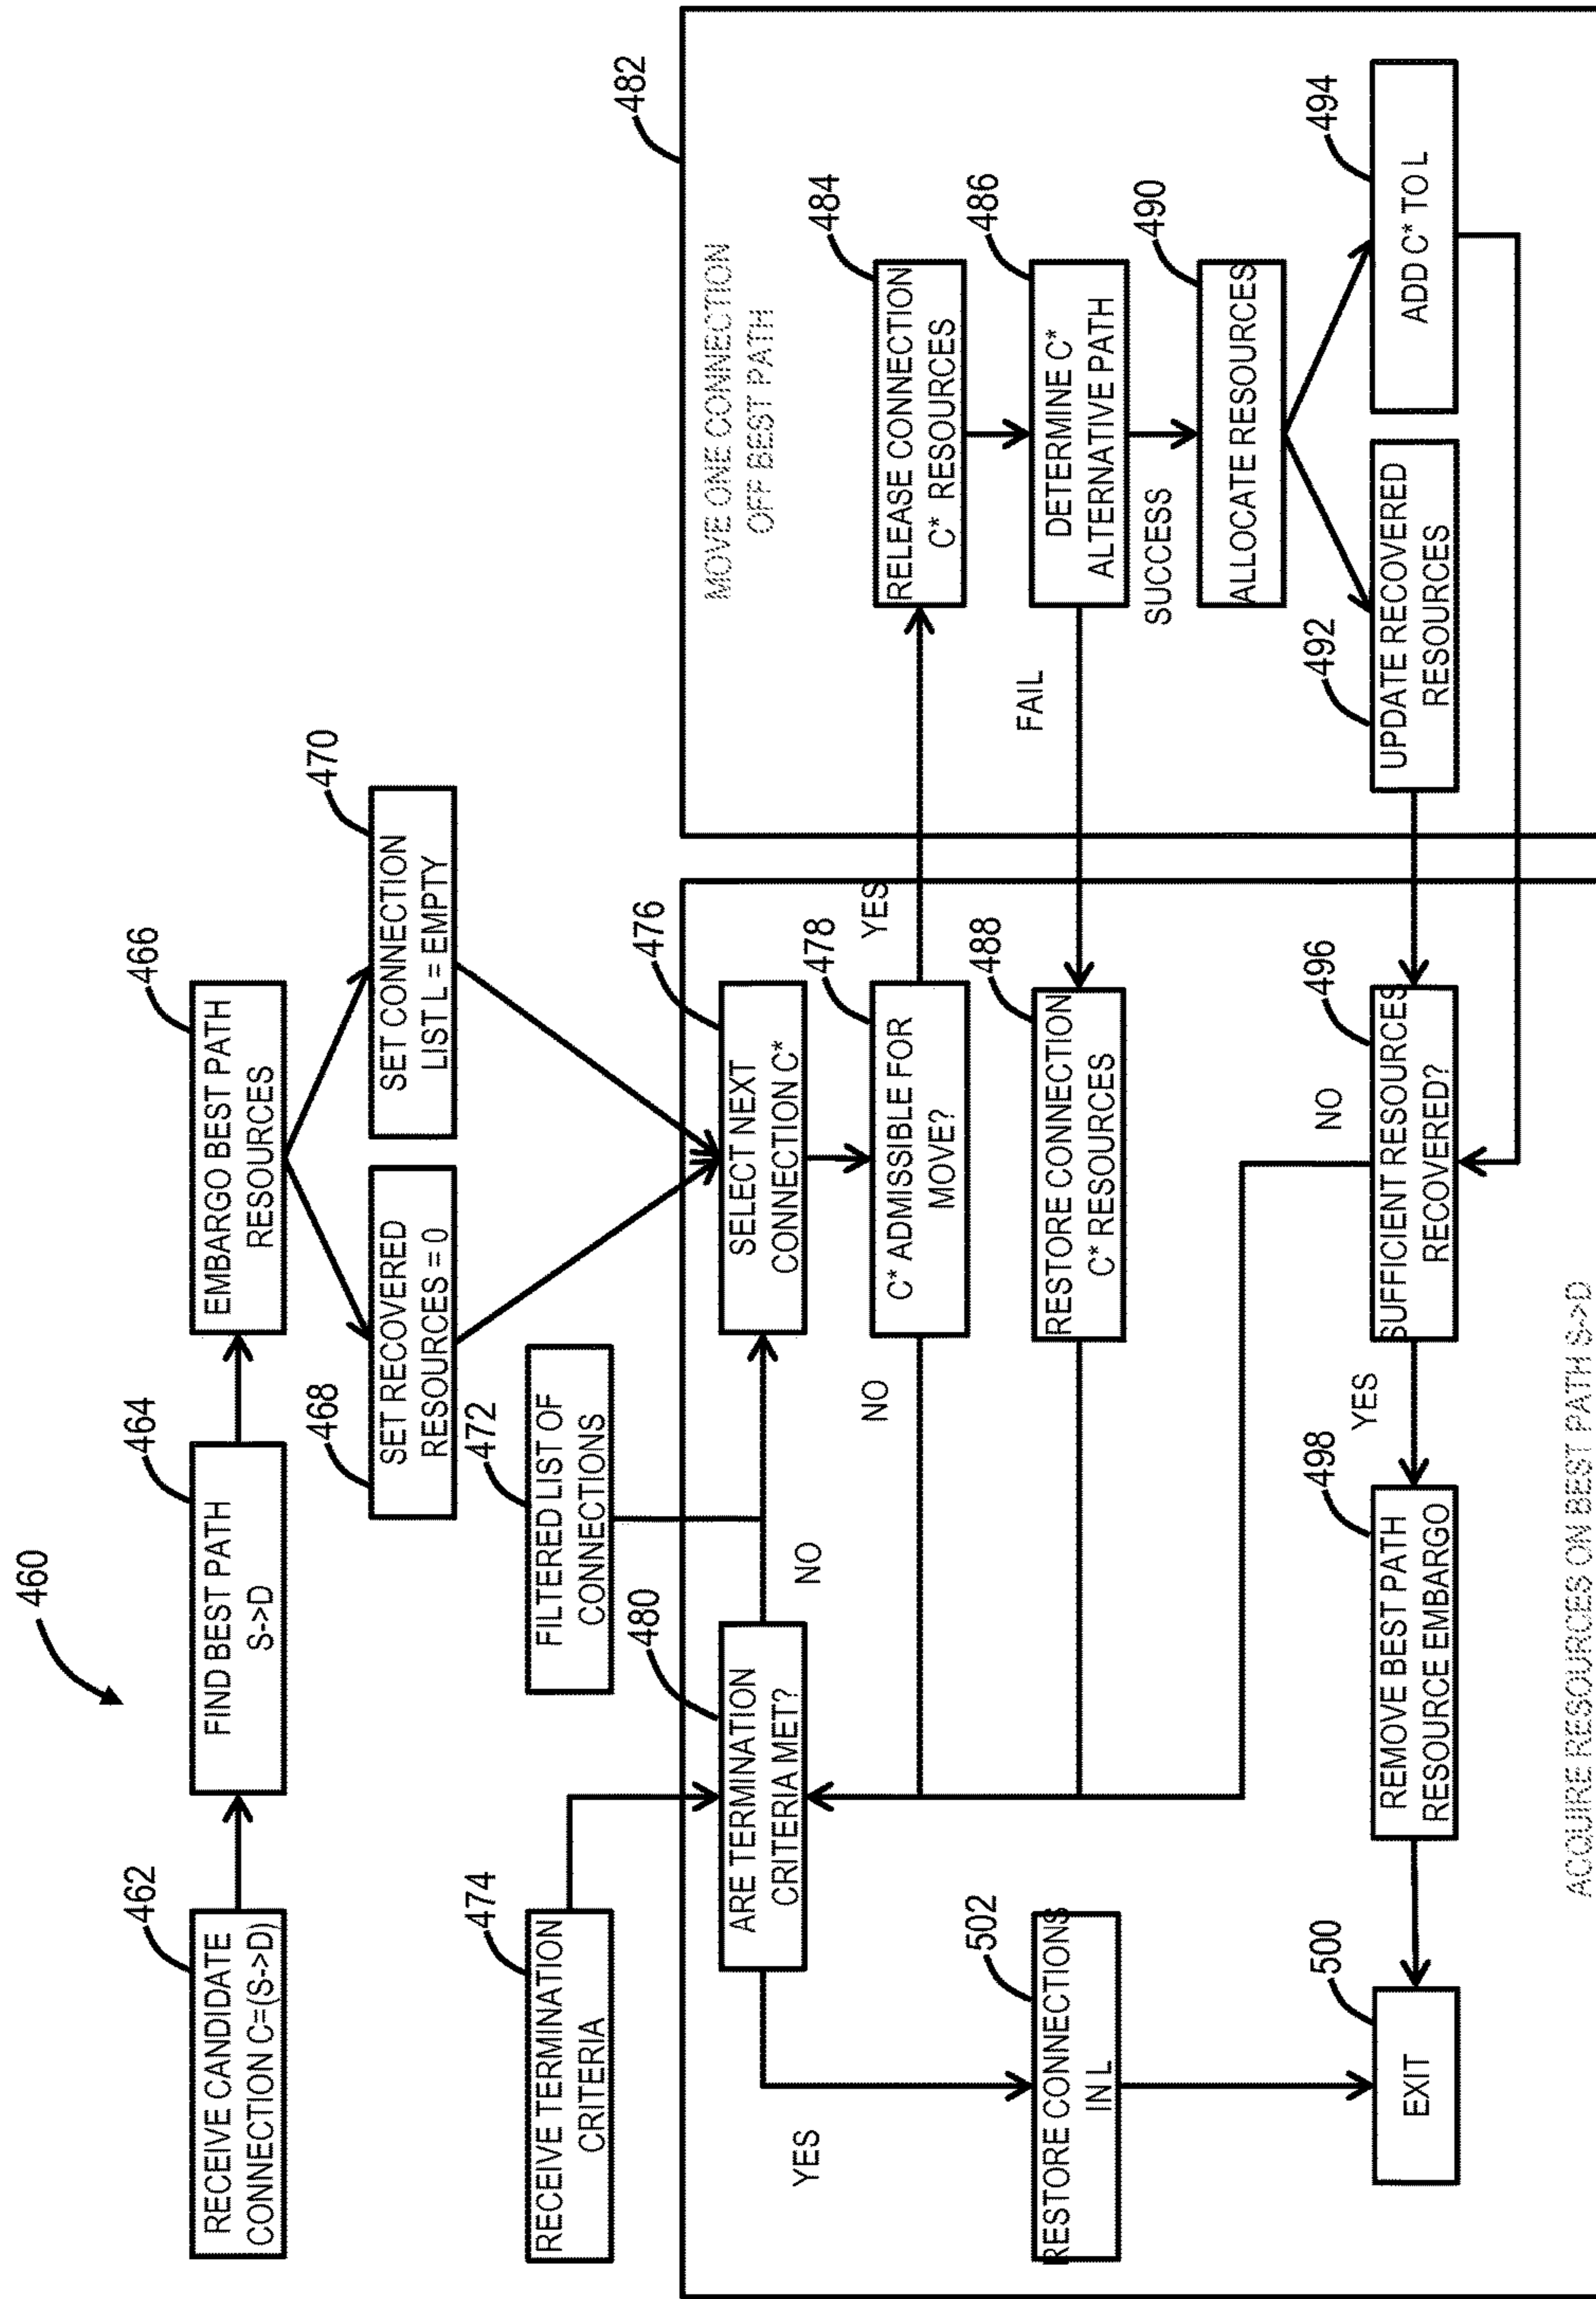 460
462
RECEIVE CANDIDATE
CONNECTION C=(S->D)
464
FIND BEST PATH
S->D
466
EMBARGO BEST PATH
RESOURCES
468
SET RECOVERED
RESOURCES = 0
470
SET CONNECTION
LIST L = EMPTY
474
RECEIVE TERMINATION
CRITERIA
472
FILTERED LIST OF
CONNECTIONS
480
ARE TERMINATION
CRITERIA MET?
NO
YES
476
SELECT NEXT
CONNECTION C*
478
C* ADMISSIBLE FOR
MOVE?
NO
YES
482
MOVE ONE CONNECTION
OFF BEST PATH
484
RELEASE CONNECTION
C* RESOURCES
486
DETERMINE C*
ALTERNATIVE PATH
FAIL
SUCCESS
488
RESTORE CONNECTION
C* RESOURCES
490
ALLOCATE RESOURCES
492
UPDATE RECOVERED
RESOURCES
494
ADD C* TO L
496
SUFFICIENT RESOURCES
RECOVERED?
NO
YES
498
REMOVE BEST PATH
RESOURCE EMBARGO
502
RESTORE CONNECTIONS
IN L
500
EXIT
ACQUIRE RESOURCES ON BEST PATH S->D